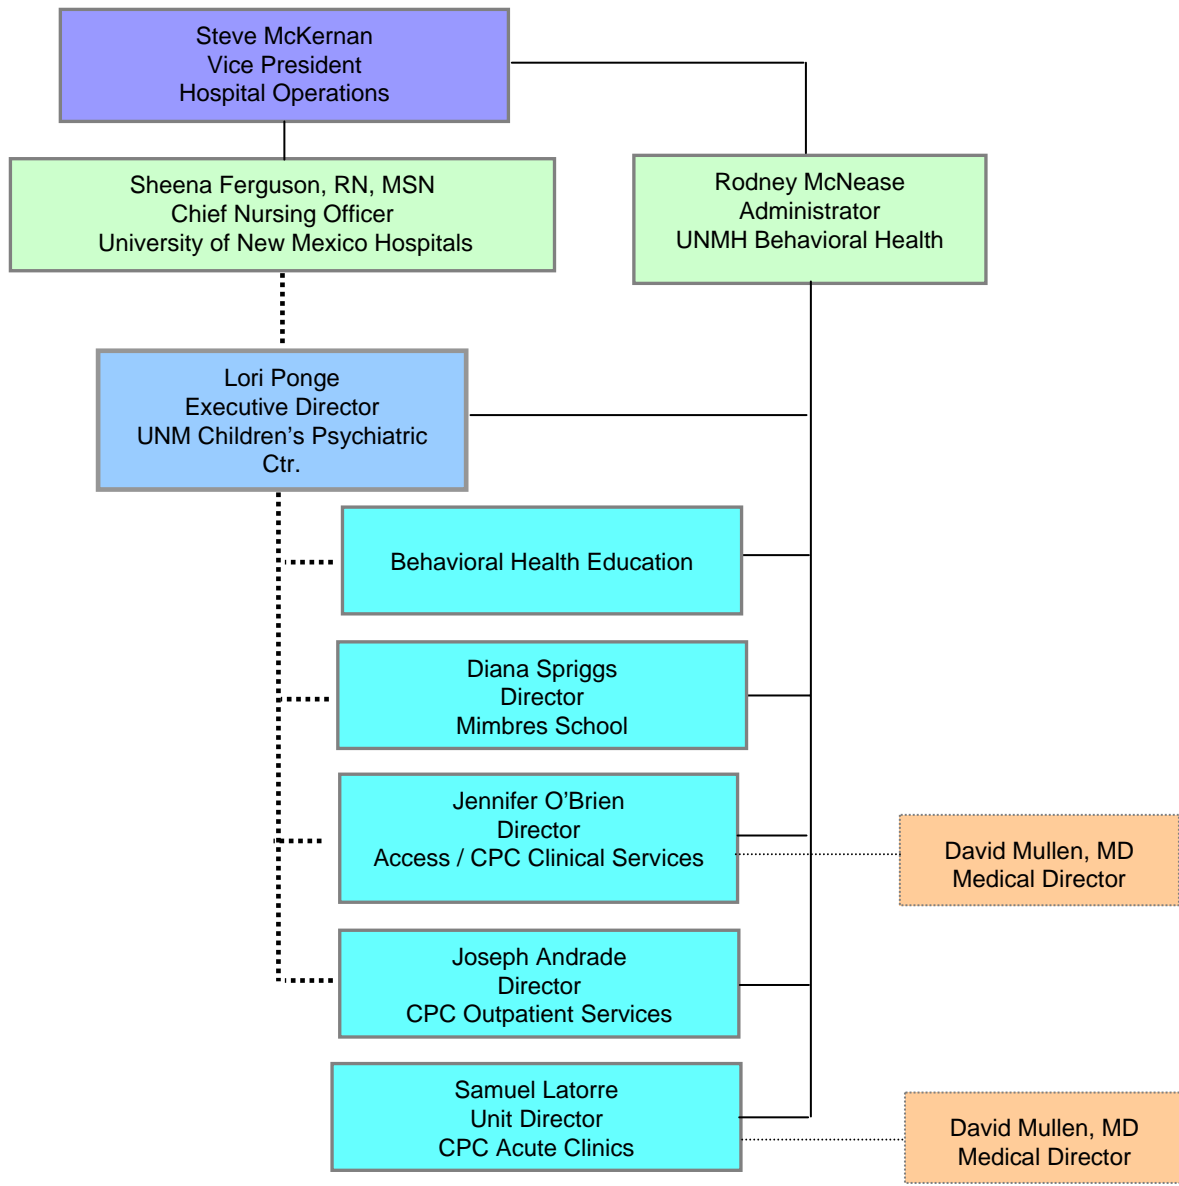 Steve McKernan
Vice President
Hospital Operations
Sheena Ferguson, RN, MSN
Chief Nursing Officer
University of New Mexico Hospitals
Rodney McNease
Administrator
UNMH Behavioral Health
Lori Ponge
Executive Director
UNM Children’s Psychiatric
Ctr.
Behavioral Health Education
Diana Spriggs
Director
Mimbres School
Jennifer O’Brien
Director
Access / CPC Clinical Services
David Mullen, MD
Medical Director
Joseph Andrade
Director
CPC Outpatient Services
Samuel Latorre
Unit Director
CPC Acute Clinics
David Mullen, MD
Medical Director